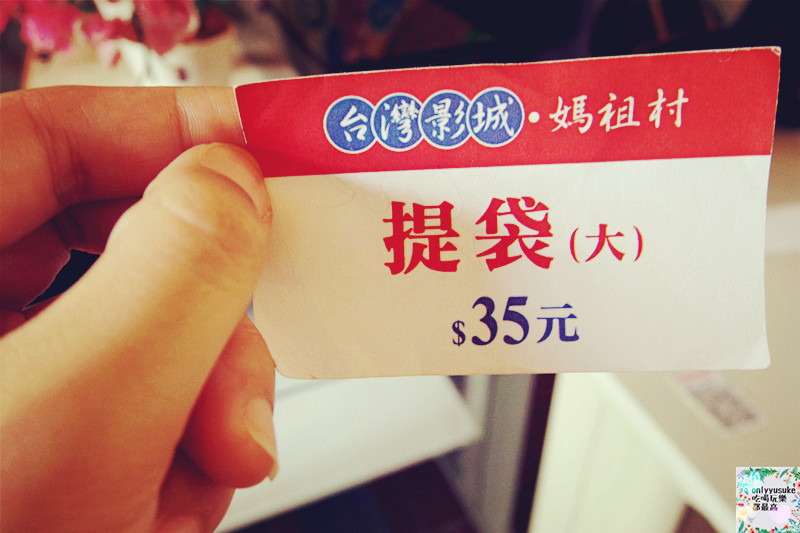 台灣影城・媽祖村
提袋(大)
$35元
onlyyusuke
吃喝玩樂
部最高